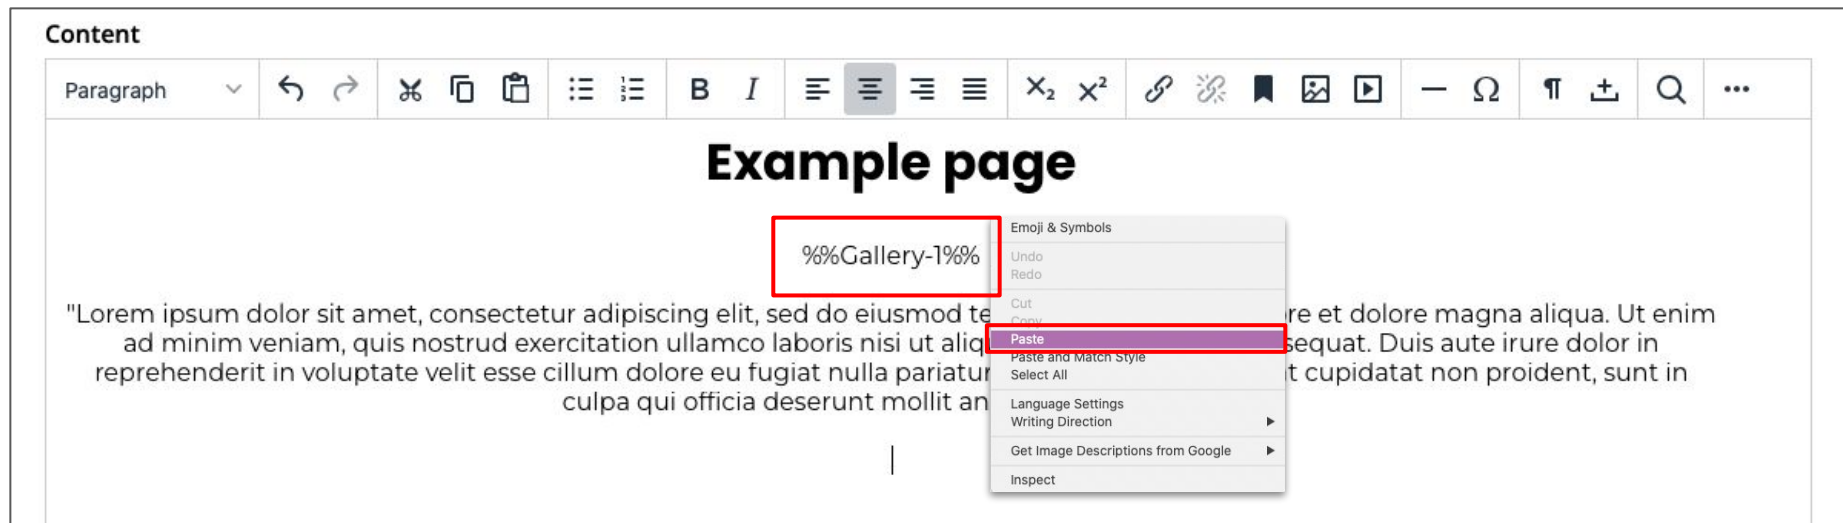 Content
Paragraph
Example page
%%Gallery-1%%
"Lorem ipsum dolor sit amet, consectetur adipiscing elit, sed do eiusmod te re et dolore magna aliqua. Ut enim
ad minim veniam, quis nostrud exercitation ullamco laboris nisi ut aliq sequat. Duis aute irure dolor in
reprehenderit in voluptate velit esse cillum dolore eu fugiat nulla pariatur t cupidatat non proident, sunt in
culpa qui officia deserunt mollit an
Emoji & Symbols
Undo
Redo
Cut
Copy
Paste
Paste and Match Style
Select All
Language Settings
Writing Direction
Get Image Descriptions from Google
Inspect